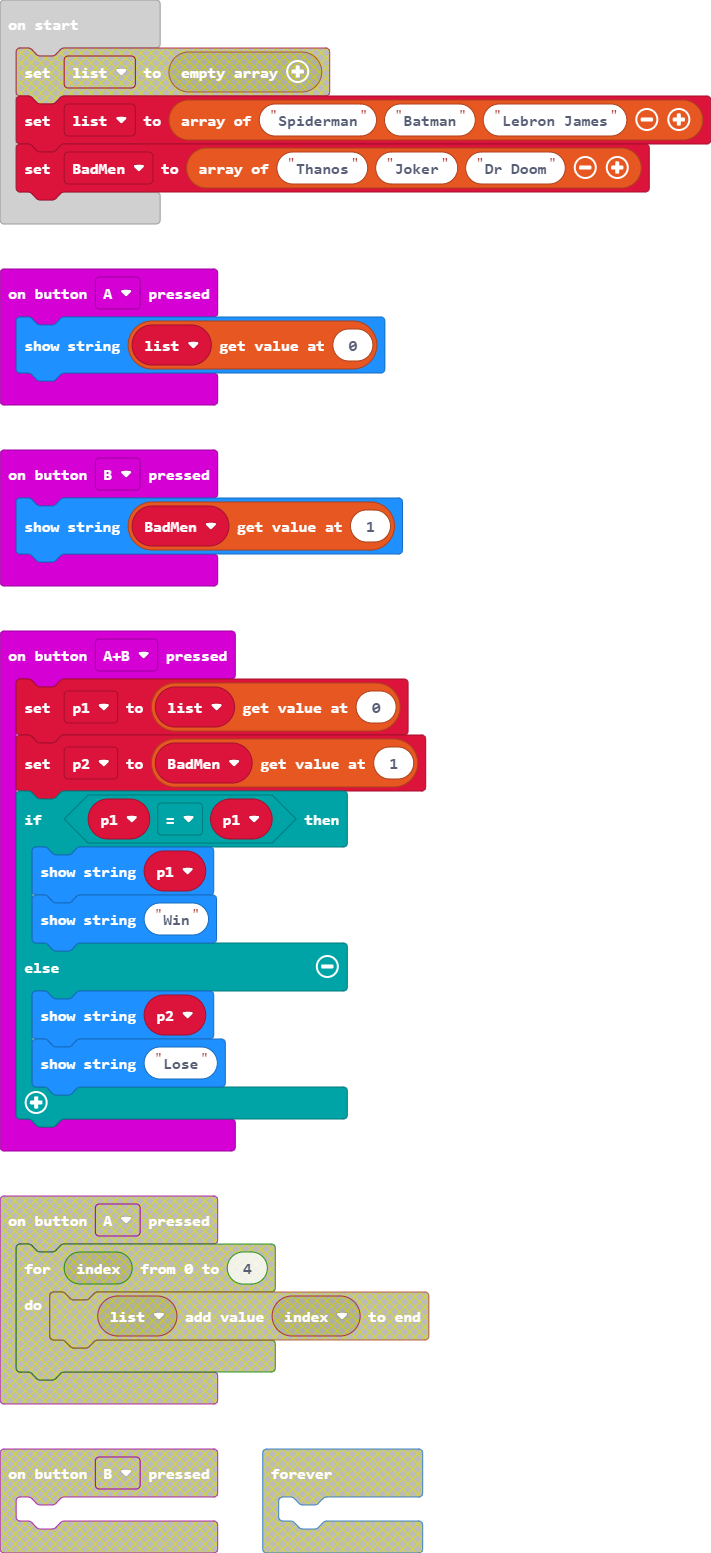 on start
set list to empty array
set list to array of "Spiderman" "Batman" "Lebron James"
set BadMen to array of "Thanos" "Joker" "Dr Doom"
on button A pressed
show string list get value at 0
on button B pressed
show string BadMen get value at 1
on button A+B pressed
set p1 to list get value at 0
set p2 to BadMen get value at 1
if p1 = p1 then
show string p1
show string "Win"
else
show string p2
show string "Lose"
on button A pressed
for index from 0 to 4
do
list add value index to end
on button B pressed
forever